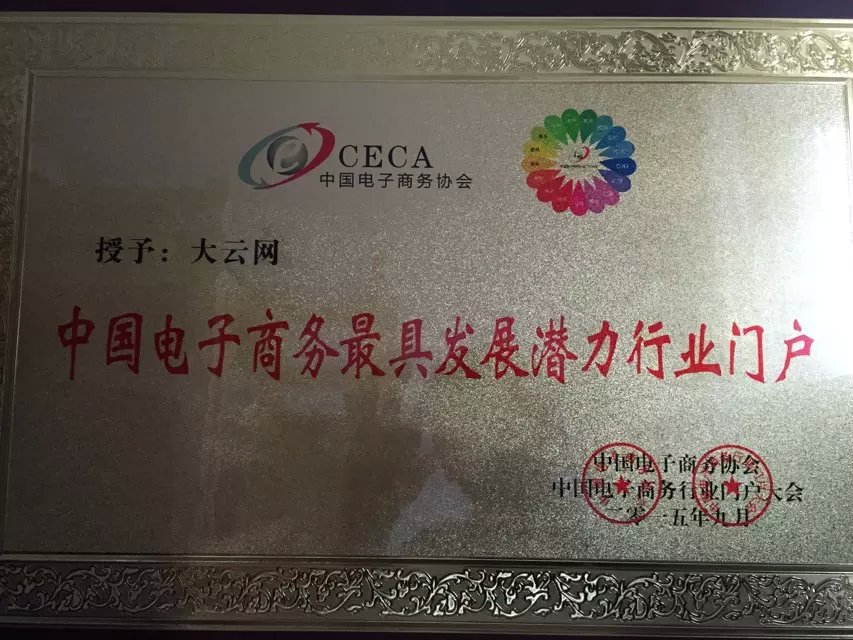 CECA
中国电子商务协会
授予：大云网
中国电子商务最具发展潜力行业门户
中国电子商务协会
中国电子商务行业门户大会
二零一五年九月